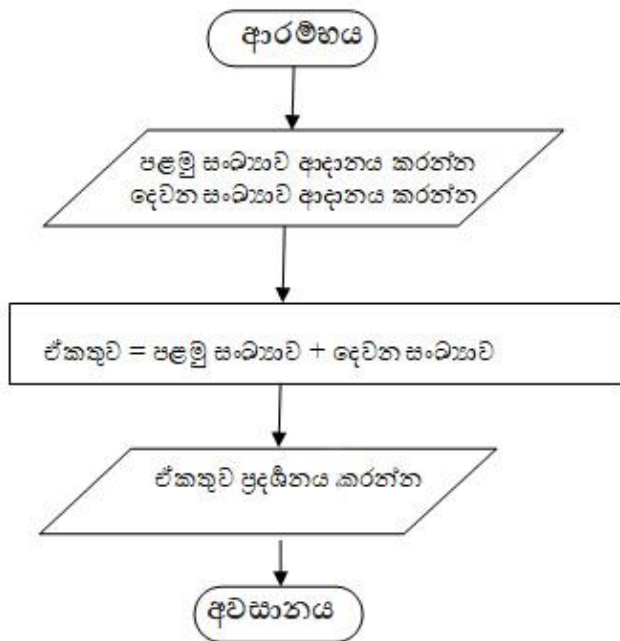 ආරම්භය
පළමු සංඛ්‍යාව ආදානය කරන්න
දෙවන සංඛ්‍යාව ආදානය කරන්න
ඒකතුව = පළමු සංඛ්‍යාව + දෙවන සංඛ්‍යාව
ඒකතුව ප්‍රදර්ශනය කරන්න
අවසානය